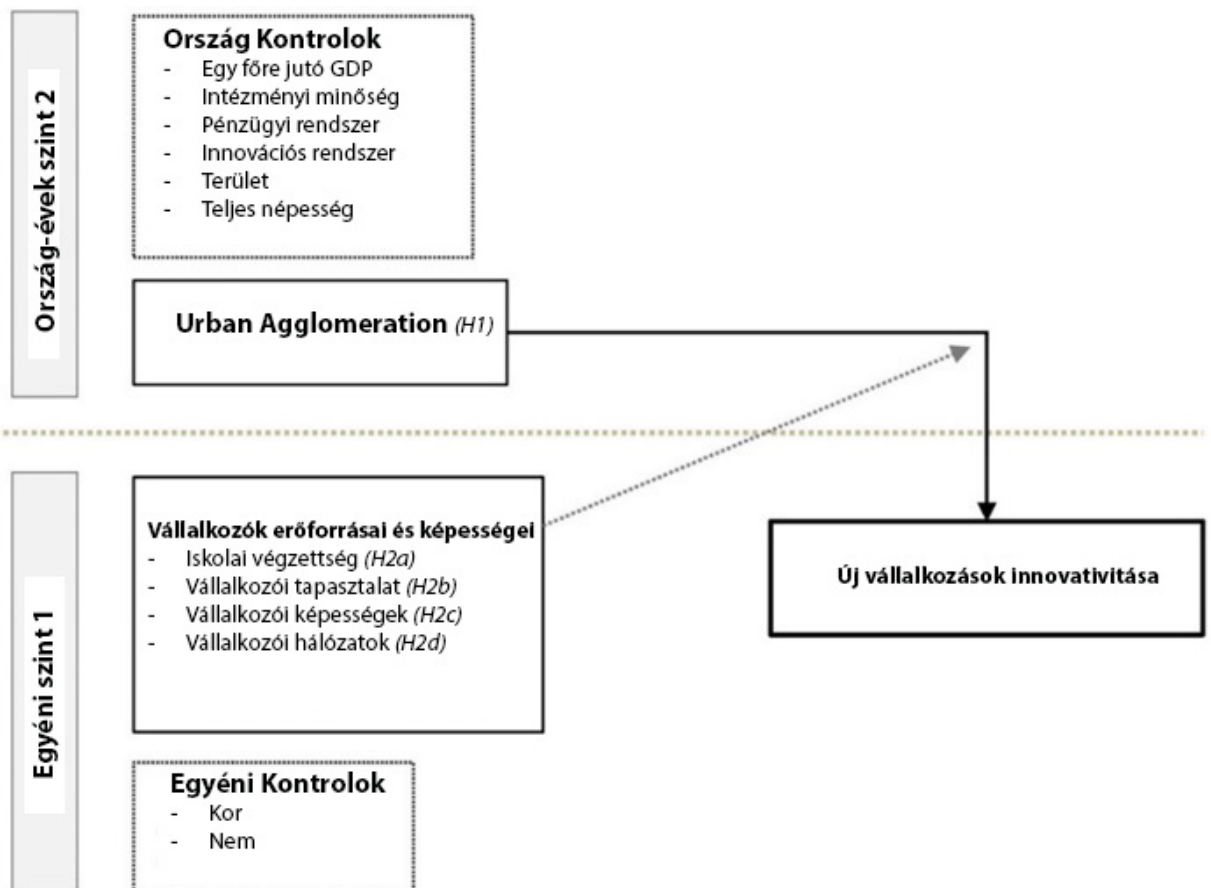 Ország-évek szint 2
Ország Kontrolok
- Egy főre jutó GDP
- Intézményi minőség
- Pénzügyi rendszer
- Innovációs rendszer
- Terület
- Teljes népesség
Urban Agglomeration (H1)
Egyéni szint 1
Vállalkozók erőforrásai és képességei
- Iskolai végzettség (H2a)
- Vállalkozói tapasztalat (H2b)
- Vállalkozói képességek (H2c)
- Vállalkozói hálózatok (H2d)
Új vállalkozások innovativitása
Egyéni Kontrolok
- Kor
- Nem